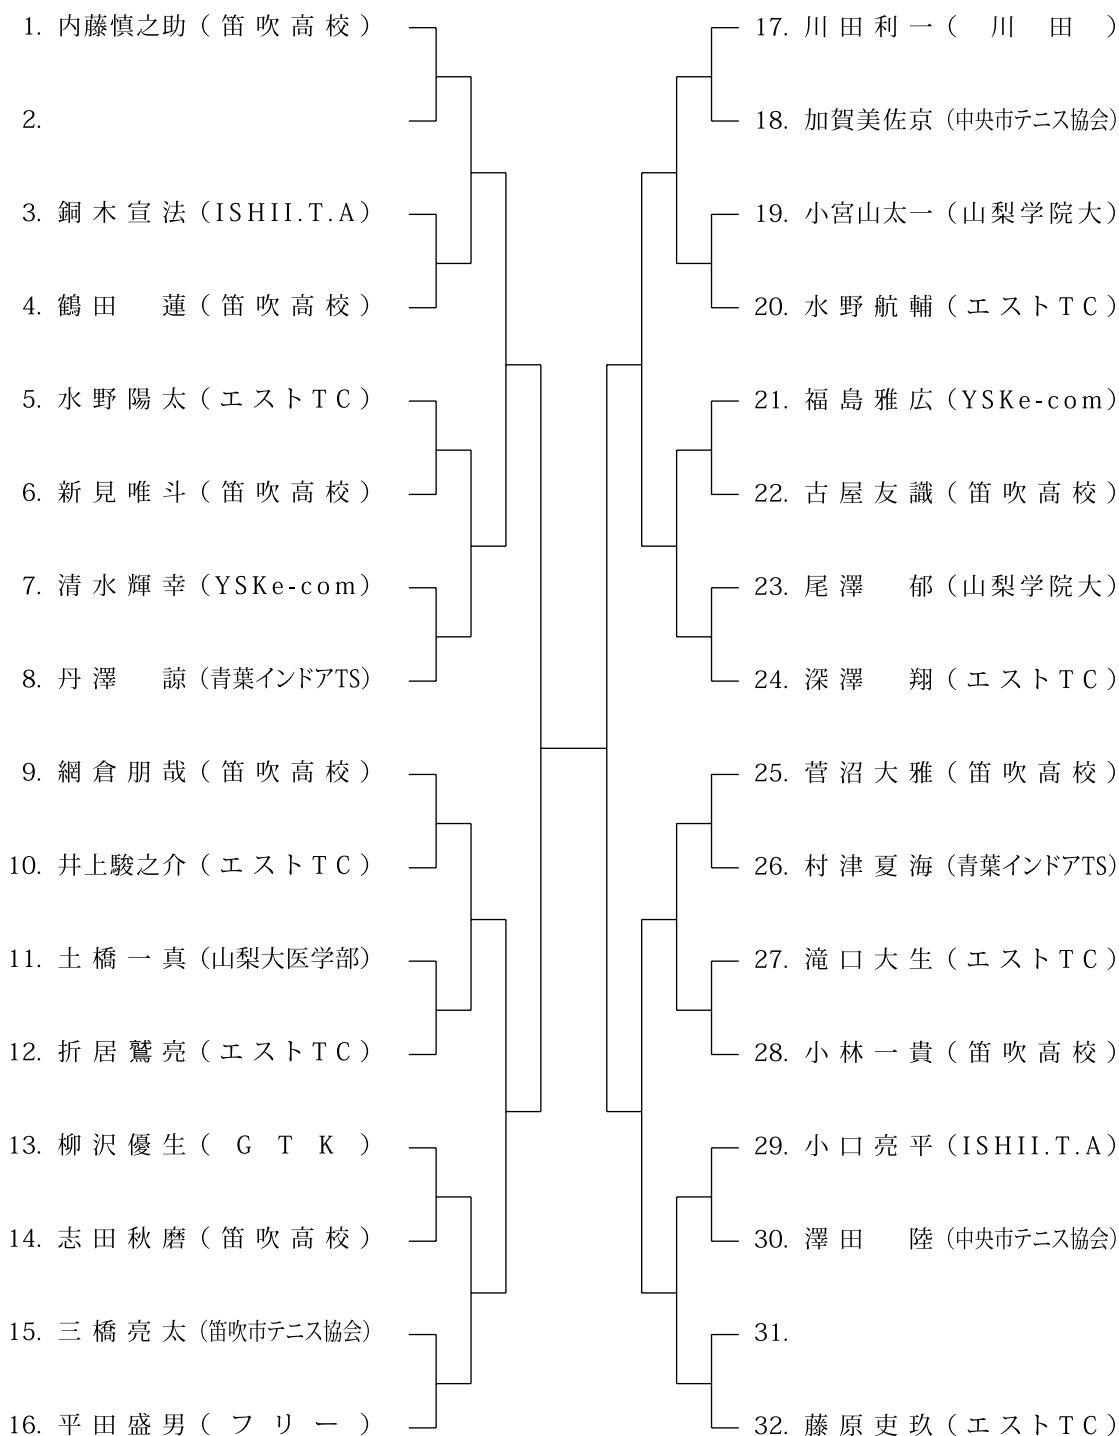 1. 内藤慎之助（笛吹高校）
2.
3. 銅木宣法（ISHII.T.A）
4. 鶴田　蓮（笛吹高校）
5. 水野陽太（エストTC）
6. 新見唯斗（笛吹高校）
7. 清水輝幸（YSKe-com）
8. 丹澤　諒（青葉インドアTS）
9. 網倉朋哉（笛吹高校）
10. 井上駿之介（エストTC）
11. 土橋一真（山梨大医学部）
12. 折居鷲亮（エストTC）
13. 柳沢優生（GTK）
14. 志田秋磨（笛吹高校）
15. 三橋亮太（笛吹市テニス協会）
16. 平田盛男（フリー）
17. 川田利一（川田）
18. 加賀美佐京（中央市テニス協会）
19. 小宮山太一（山梨学院大）
20. 水野航輔（エストTC）
21. 福島雅広（YSKe-com）
22. 古屋友識（笛吹高校）
23. 尾澤　郁（山梨学院大）
24. 深澤　翔（エストTC）
25. 菅沼大雅（笛吹高校）
26. 村津夏海（青葉インドアTS）
27. 滝口大生（エストTC）
28. 小林一貴（笛吹高校）
29. 小口亮平（ISHII.T.A）
30. 澤田　陸（中央市テニス協会）
31.
32. 藤原吏玖（エストTC）